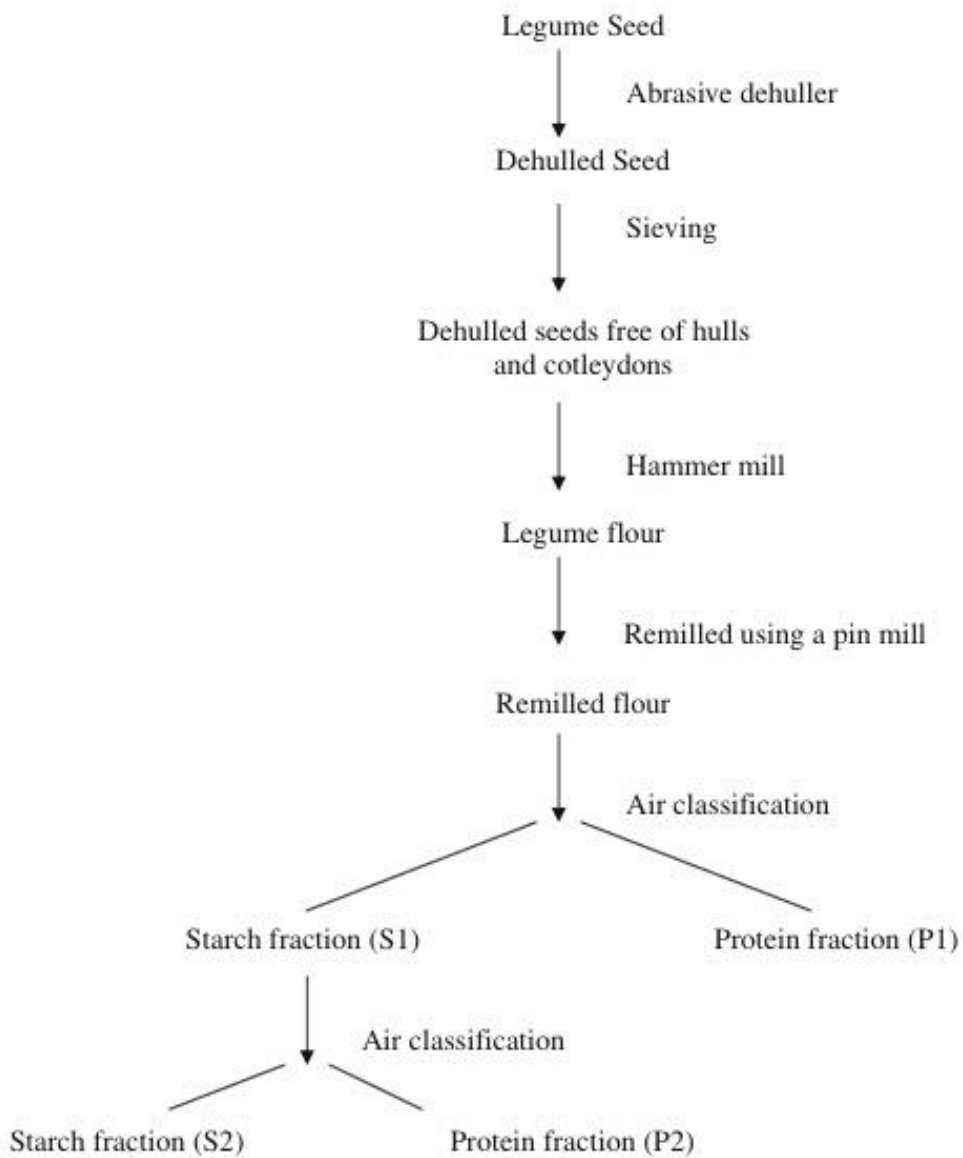 Legume Seed
Abrasive dehuller
Dehulled Seed
Sieving
Dehulled seeds free of hulls
and cotleydons
Hammer mill
Legume flour
Remilled using a pin mill
Remilled flour
Air classification
Starch fraction (S1)
Protein fraction (P1)
Air classification
Starch fraction (S2)
Protein fraction (P2)